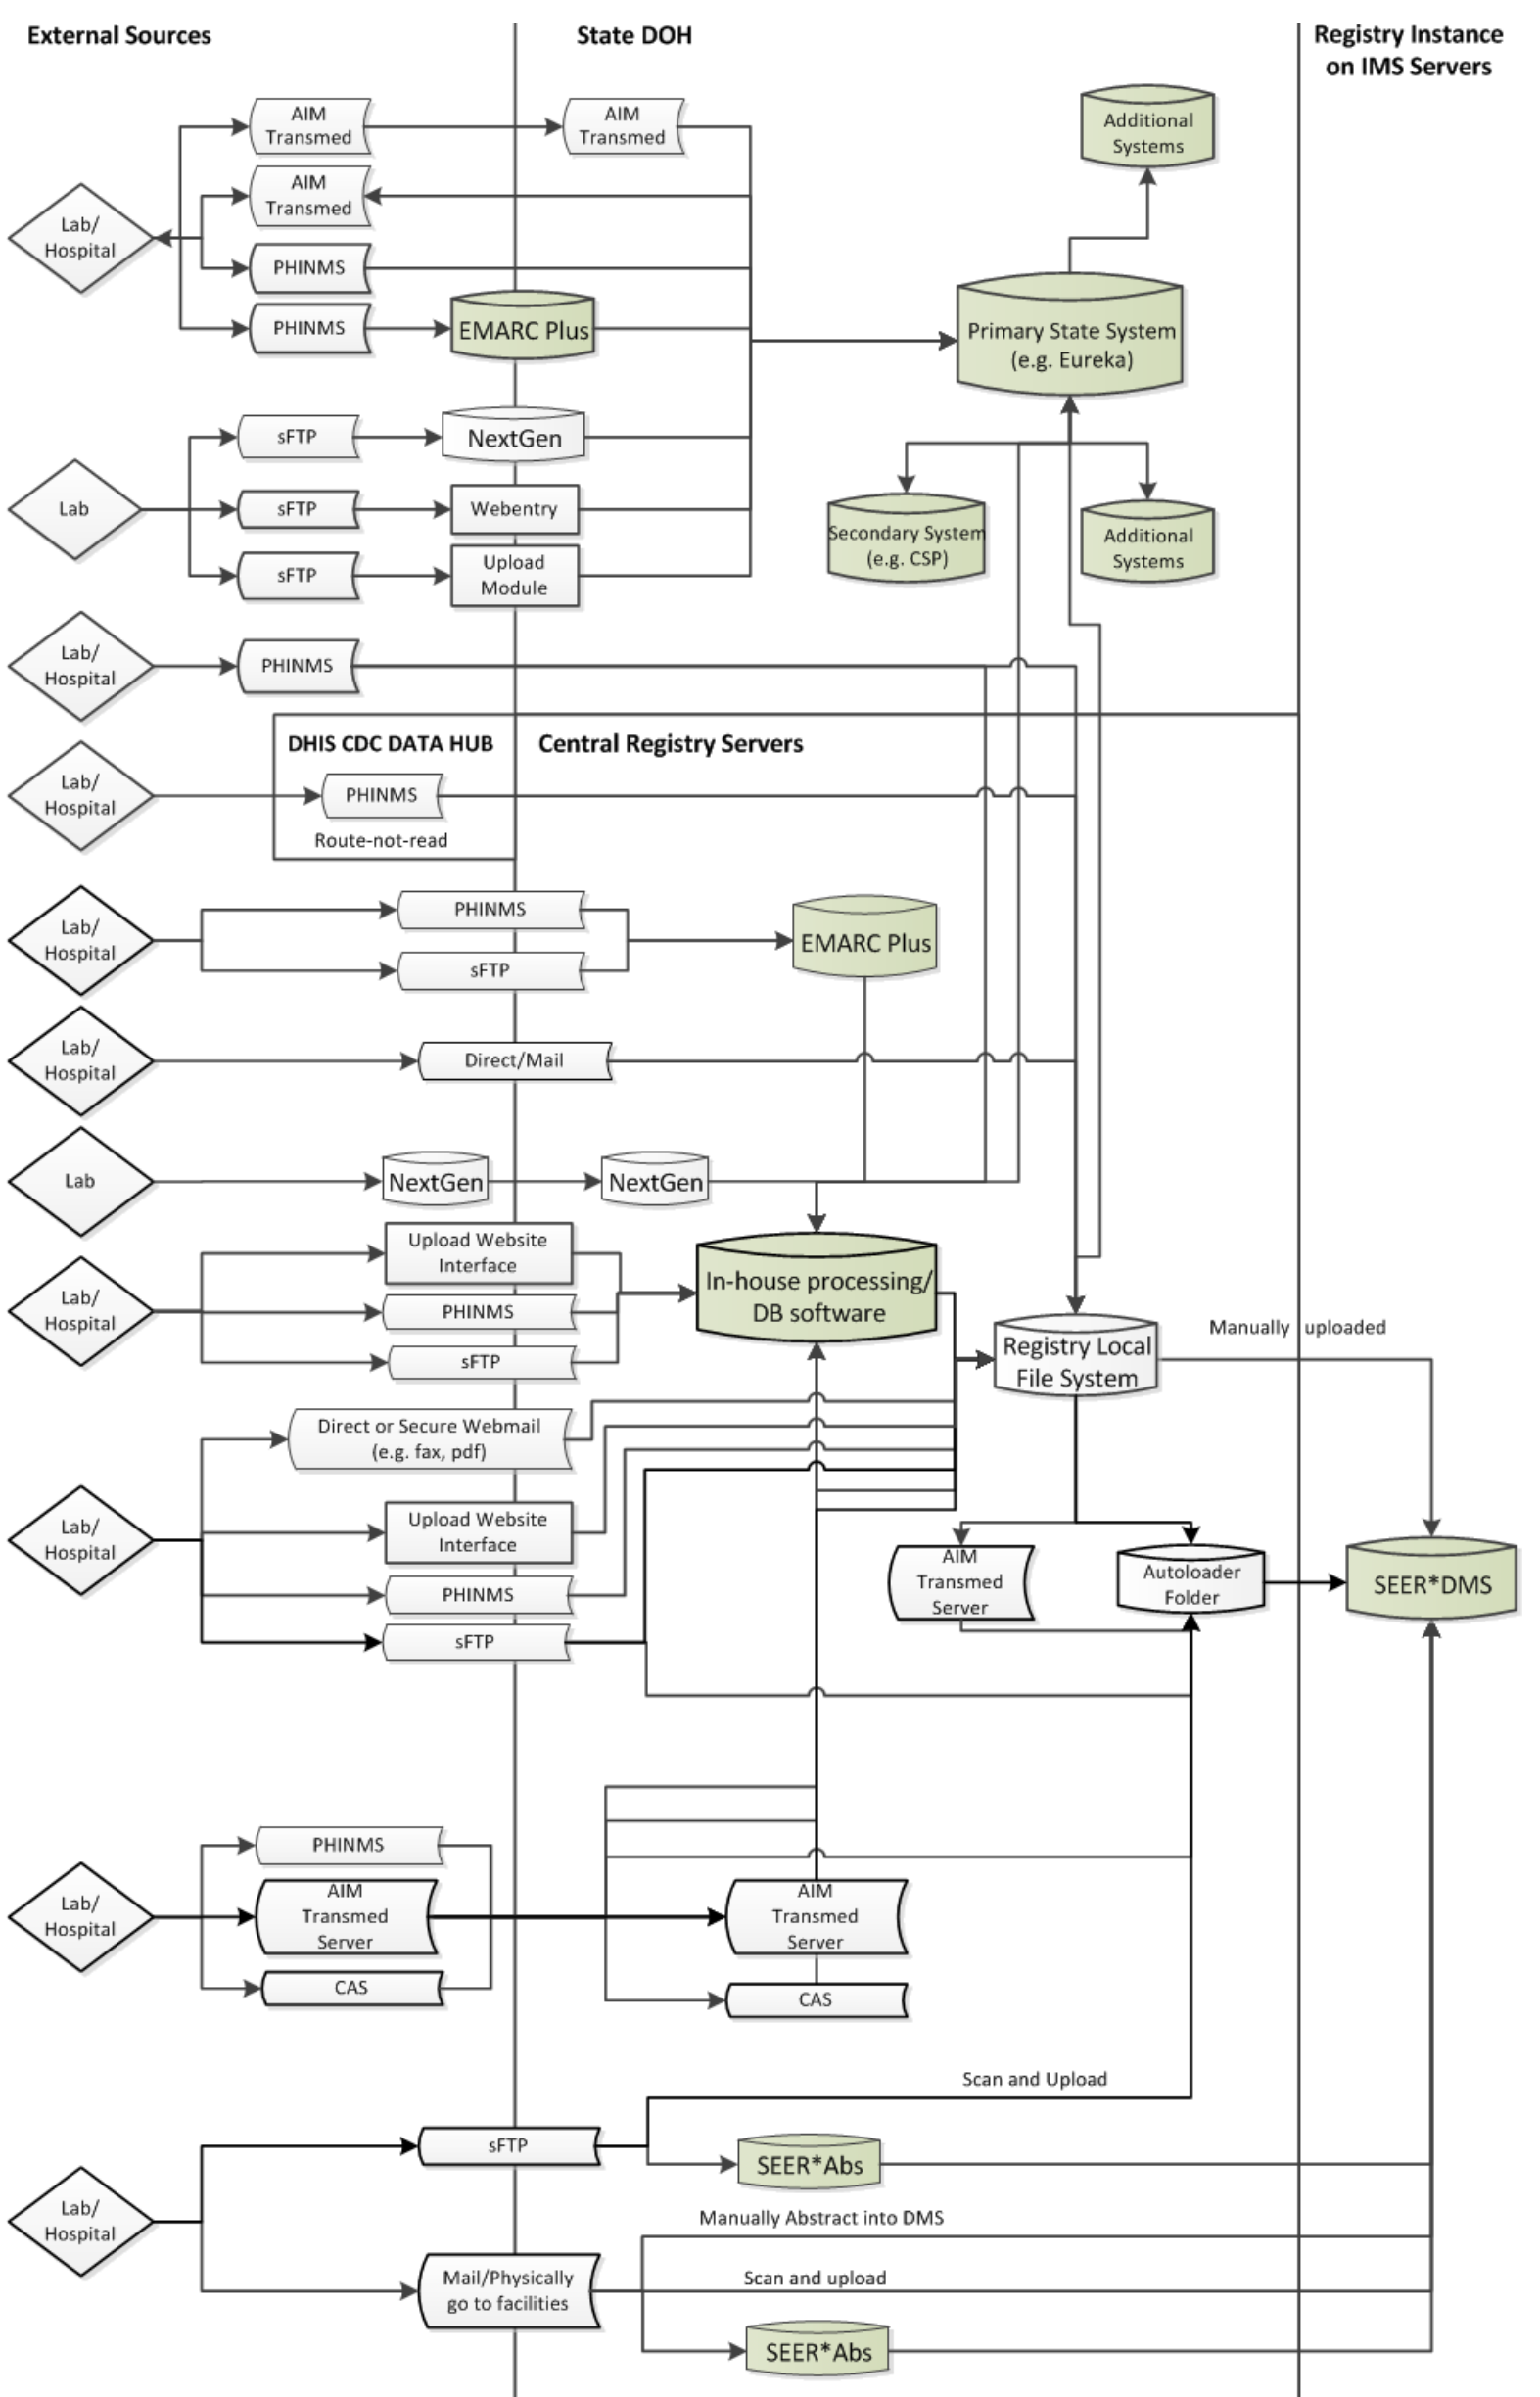 External Sources
State DOH
Registry Instance
on IMS Servers
AIM
Transmed
AIM
Transmed
Additional
Systems
AIM
Transmed
Lab/
Hospital
PHINMS
PHINMS
EMARC Plus
Primary State System
(e.g. Eureka)
sFTP
NextGen
Lab
sFTP
Webentry
Secondary System
(e.g. CSP)
Additional
Systems
sFTP
Upload
Module
Lab/
Hospital
PHINMS
DHIS CDC DATA HUB
Central Registry Servers
Lab/
Hospital
PHINMS
Route-not-read
Lab/
Hospital
PHINMS
sFTP
EMARC Plus
Lab/
Hospital
Direct/Mail
Lab
NextGen
NextGen
Lab/
Hospital
Upload Website
Interface
PHINMS
sFTP
In-house processing/
DB software
Registry Local
File System
Manually uploaded
Direct or Secure Webmail
(e.g. fax, pdf)
Lab/
Hospital
Upload Website
Interface
PHINMS
sFTP
AIM
Transmed
Server
Autoloader
Folder
SEER*DMS
PHINMS
Lab/
Hospital
AIM
Transmed
Server
CAS
AIM
Transmed
Server
CAS
Scan and Upload
sFTP
SEER*Abs
Lab/
Hospital
Manually Abstract into DMS
Mail/Physically
go to facilities
Scan and upload
SEER*Abs